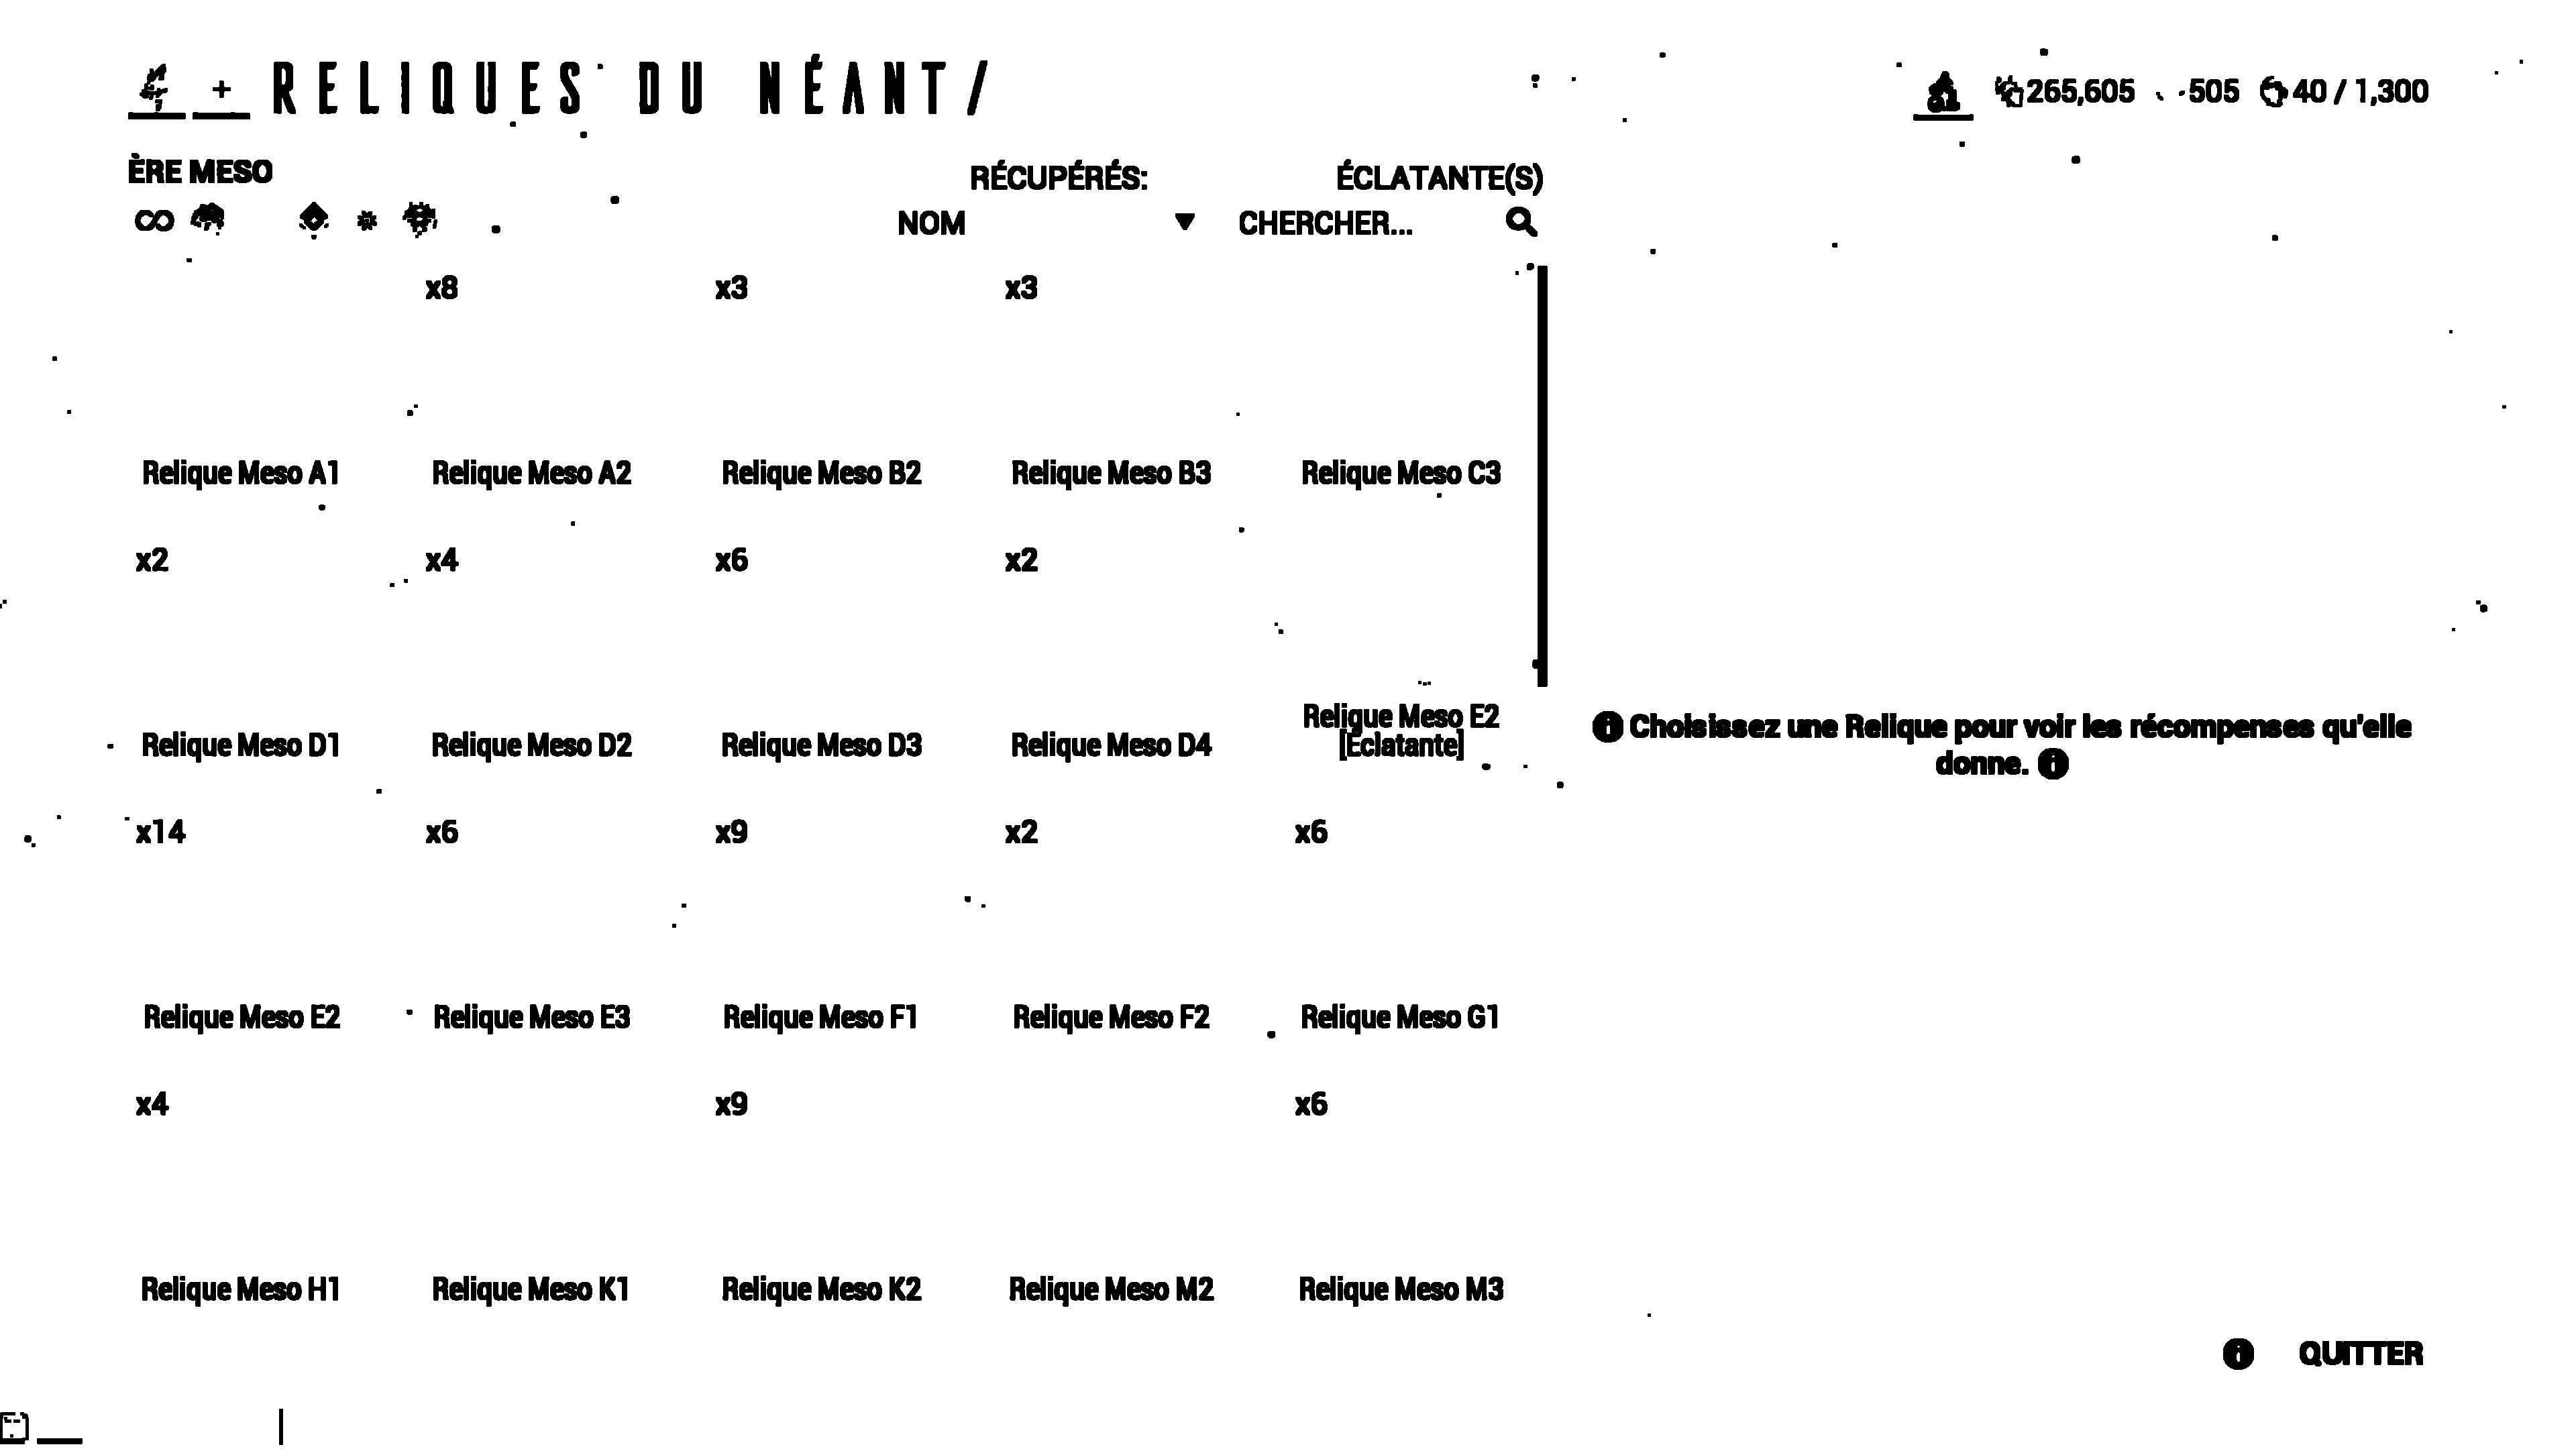 RELIQUES DU NÉANT/
265,605 505 40 / 1,300
ÈRE MESO
RÉCUPÉRÉS: ÉCLATANTE(S)
NOM CHERCHER...
x8 x3 x3
Relique Meso A1 Relique Meso A2 Relique Meso B2 Relique Meso B3 Relique Meso C3
x2 x4 x6 x2
Relique Meso D1 Relique Meso D2 Relique Meso D3 Relique Meso D4 Relique Meso E2
[Éclatante]
Choisissez une Relique pour voir les récompenses qu'elle
donne.
x14 x6 x9 x2 x6
Relique Meso E2 Relique Meso E3 Relique Meso F1 Relique Meso F2 Relique Meso G1
x4 x9 x6
Relique Meso H1 Relique Meso K1 Relique Meso K2 Relique Meso M2 Relique Meso M3
QUITTER